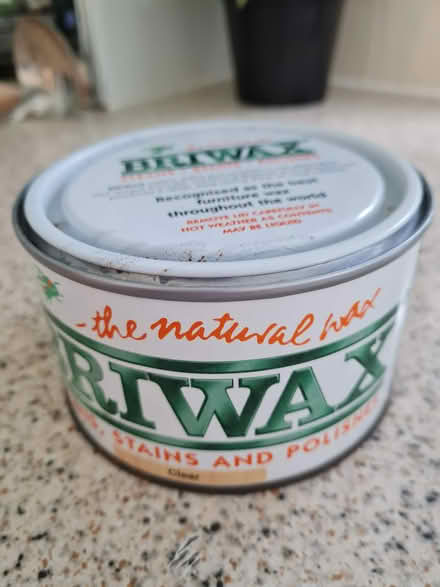 BRIWAX
Recognised as the best
furniture wax
throughout the world
REMOVE LID CAREFULLY IN
HOT WEATHER AS CONTENTS
MAY BE LIQUID
the natural wax
BRIWAX
STAINS AND POLISHES
Clear